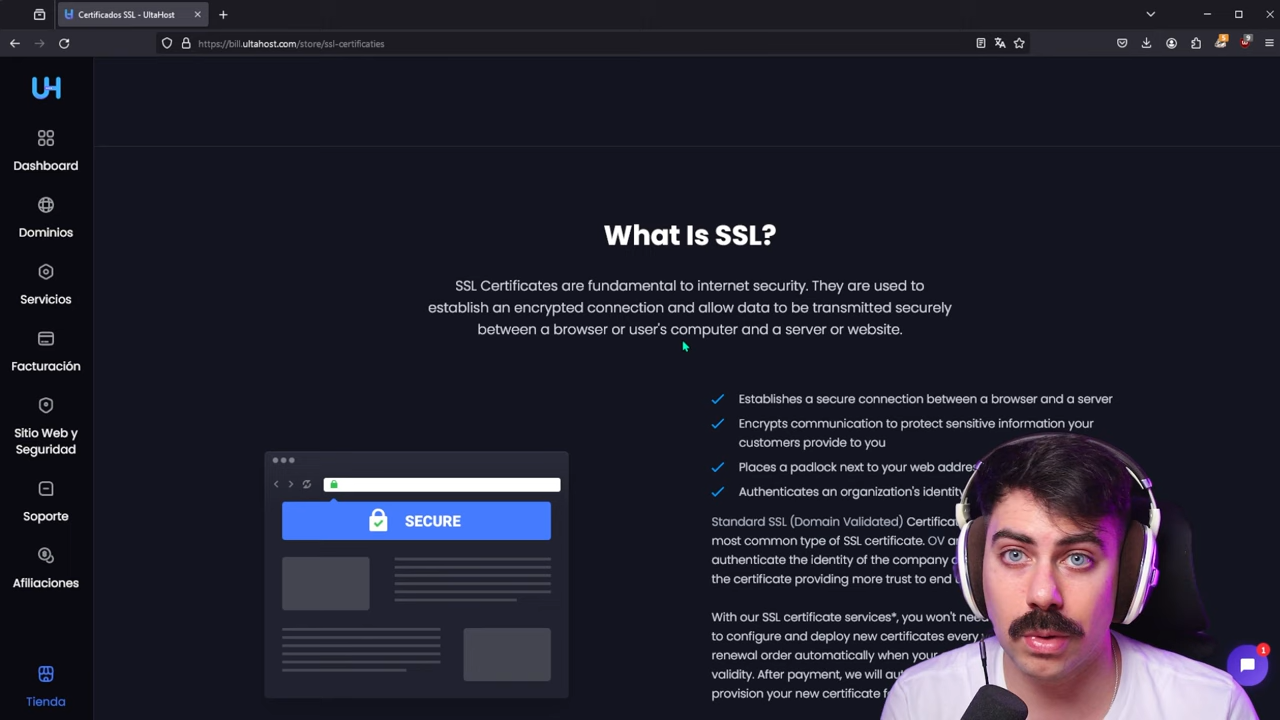 Certificados SSL - UltaHost
https://bill.ultahost.com/store/ssl-certificaties
5
9
UH
Dashboard
Dominios
Servicios
Facturación
Sitio Web y
Seguridad
Soporte
Afiliaciones
Tienda
What Is SSL?
SSL Certificates are fundamental to internet security. They are used to
establish an encrypted connection and allow data to be transmitted securely
between a browser or user's computer and a server or website.
SECURE
Establishes a secure connection between a browser and a server
Encrypts communication to protect sensitive information your
customers provide to you
Places a padlock next to your web
Authenticates an organization's identity
Standard SSL (Domain Validated)
most common type of SSL certificate. OV
authenticate the identity of the company
the certificate providing more trust to end
With our SSL certificate services*, you won't
to configure and deploy new certificates every
renewal order automatically when your
validity. After payment, we will
provision your new certificate
1